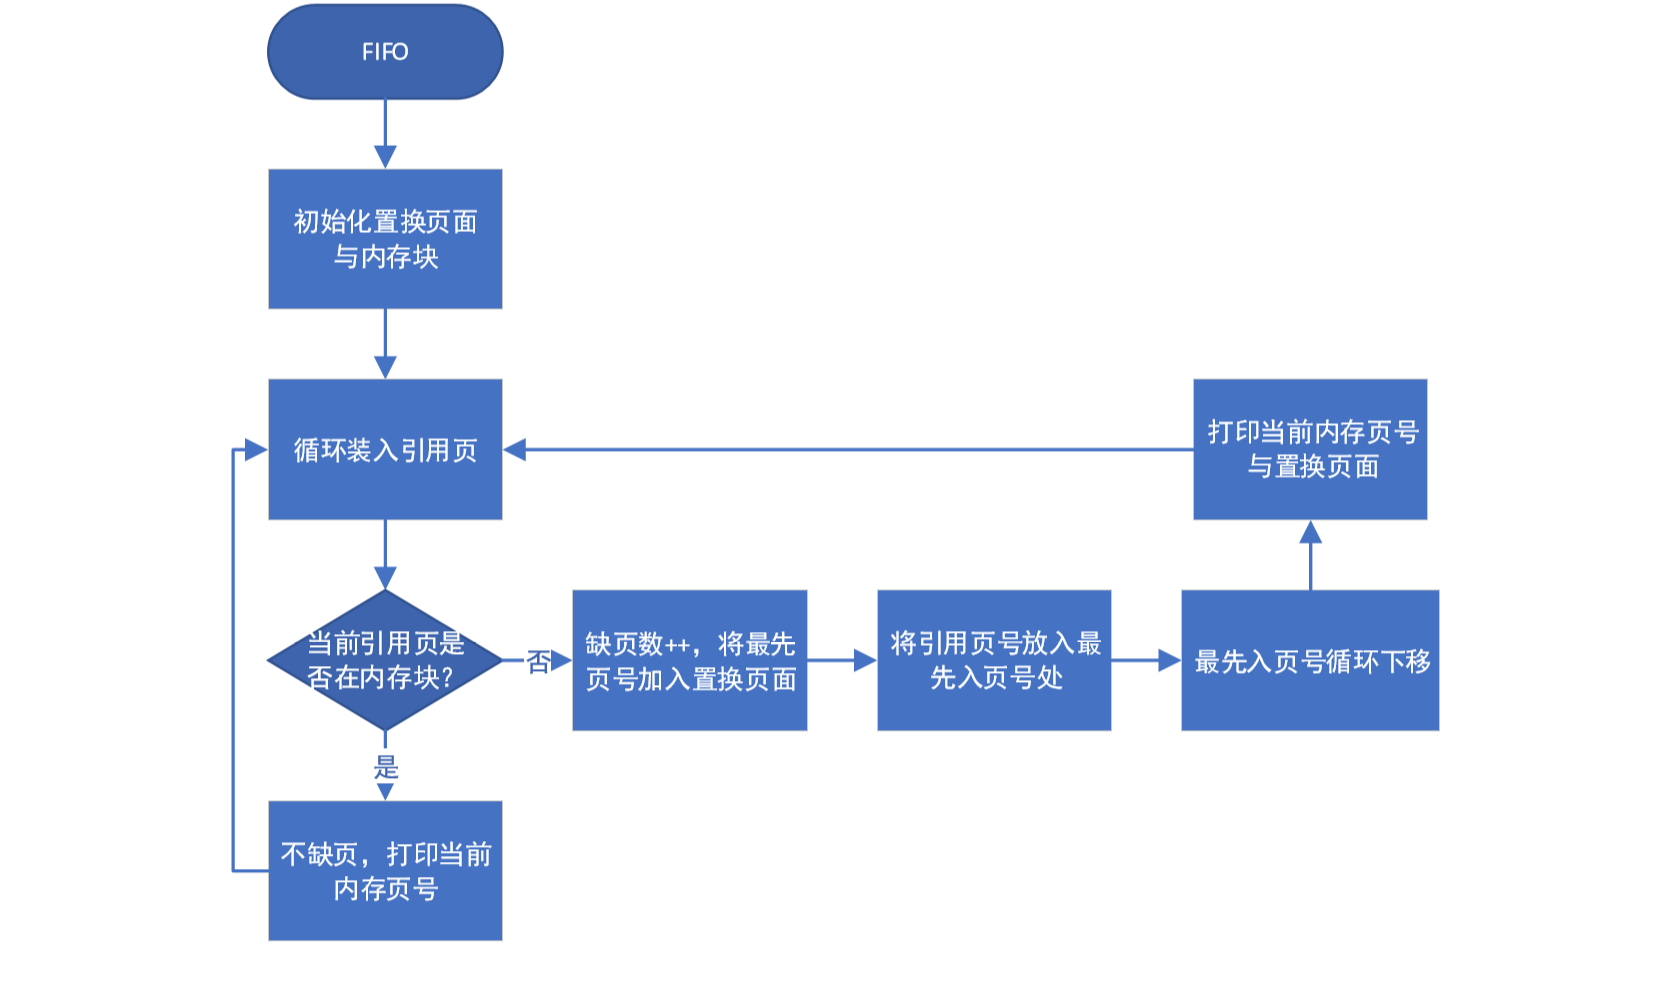 FIFO
初始化置换页面
与内存块
循环装入引用页
打印当前内存页号
与置换页面
当前引用页是
否在内存块？
否
缺页数++，将最先
页号加入置换页面
将引用页号放入最
先入页号处
最先入页号循环下移
是
不缺页，打印当前
内存页号